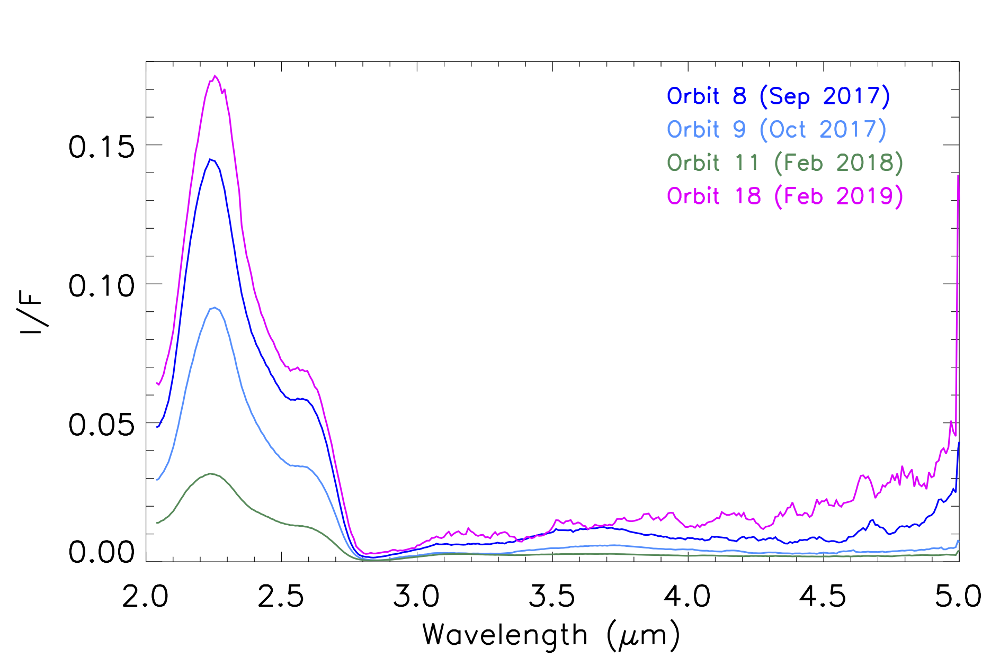 Orbit 8 (Sep 2017)
Orbit 9 (Oct 2017)
Orbit 11 (Feb 2018)
Orbit 18 (Feb 2019)
0.15
0.10
0.05
0.00
I/F
2.0 2.5 3.0 3.5 4.0 4.5 5.0
Wavelength (μm)